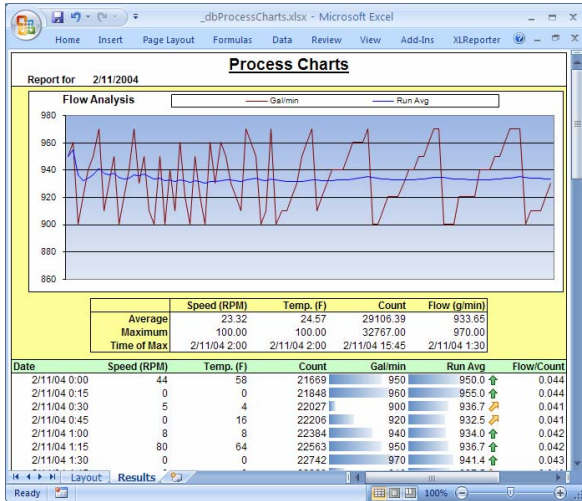 _dbProcessCharts.xlsx - Microsoft Excel
Home Insert Page Layout Formulas Data Review View Add-Ins XLReporter
Process Charts
Report for 2/11/2004
Flow Analysis
Gal/min Run Avg
980
960
940
920
900
880
860
Speed (RPM) Temp. (F) Count Flow (g/min)
Average 23.32 24.57 29106.39 933.65
Maximum 100.00 100.00 32767.00 970.00
Time of Max 2/11/04 2:00 2/11/04 2:00 2/11/04 15:45 2/11/04 1:30
Date Speed (RPM) Temp. (F) Count Gal/min Run Avg Flow/Count
2/11/04 0:00 44 58 21669 950 950.0 0.044
2/11/04 0:15 0 0 21848 960 955.0 0.044
2/11/04 0:30 5 4 22027 900 936.7 0.041
2/11/04 0:45 0 16 22206 920 932.5 0.041
2/11/04 1:00 8 8 22384 940 934.0 0.042
2/11/04 1:15 80 64 22563 950 936.7 0.042
2/11/04 1:30 0 0 22742 970 941.4 0.043
Layout Results
Ready 100%